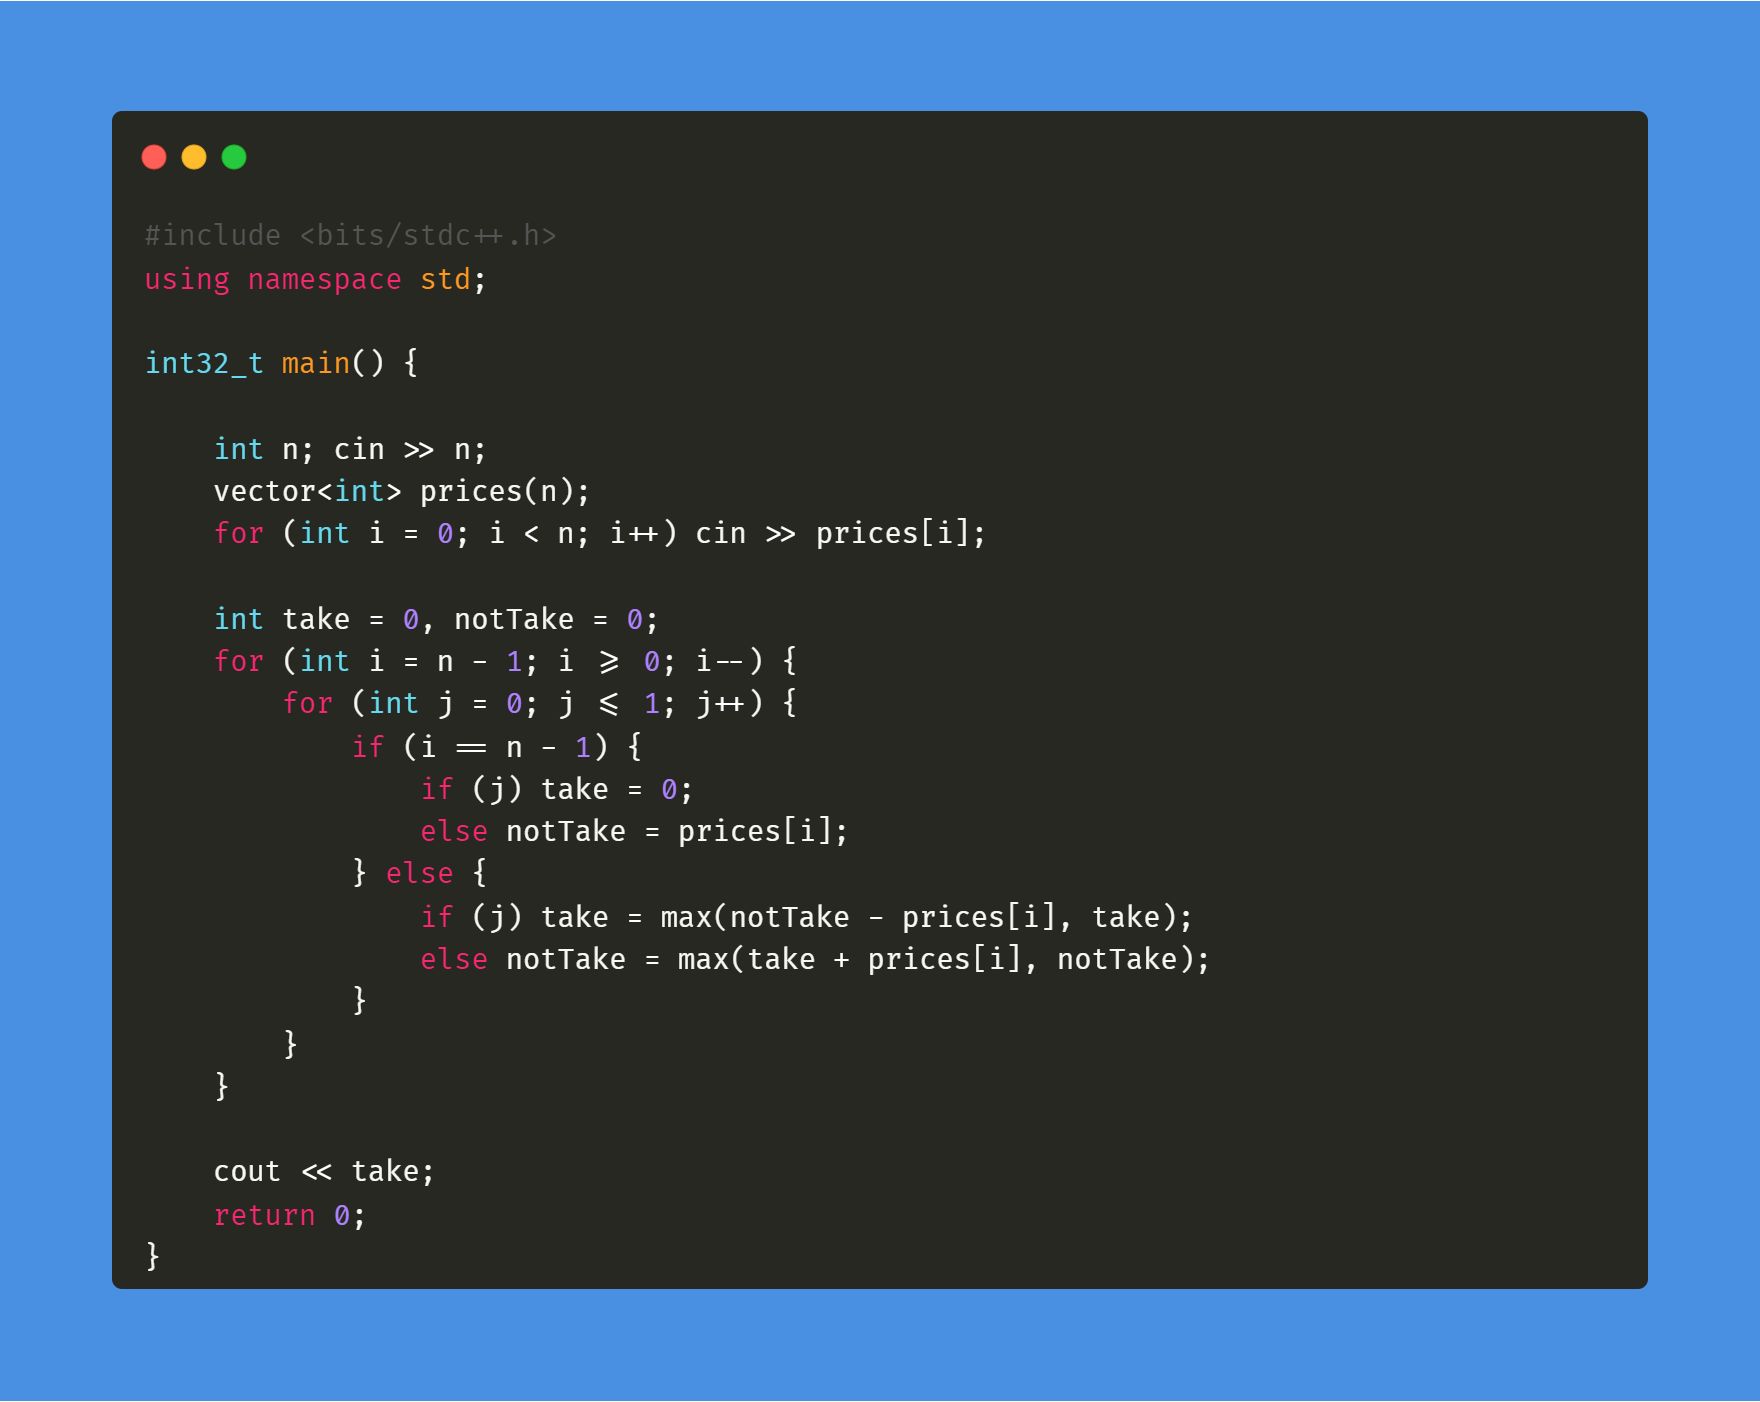 #include <bits/stdc++.h>
using namespace std;
int32_t main() {
int n; cin >> n;
vector<int> prices(n);
for (int i = 0; i < n; i++) cin >> prices[i];
int take = 0, notTake = 0;
for (int i = n - 1; i >= 0; i--) {
for (int j = 0; j <= 1; j++) {
if (i == n - 1) {
if (j) take = 0;
else notTake = prices[i];
} else {
if (j) take = max(notTake - prices[i], take);
else notTake = max(take + prices[i], notTake);
}
}
}
cout << take;
return 0;
}